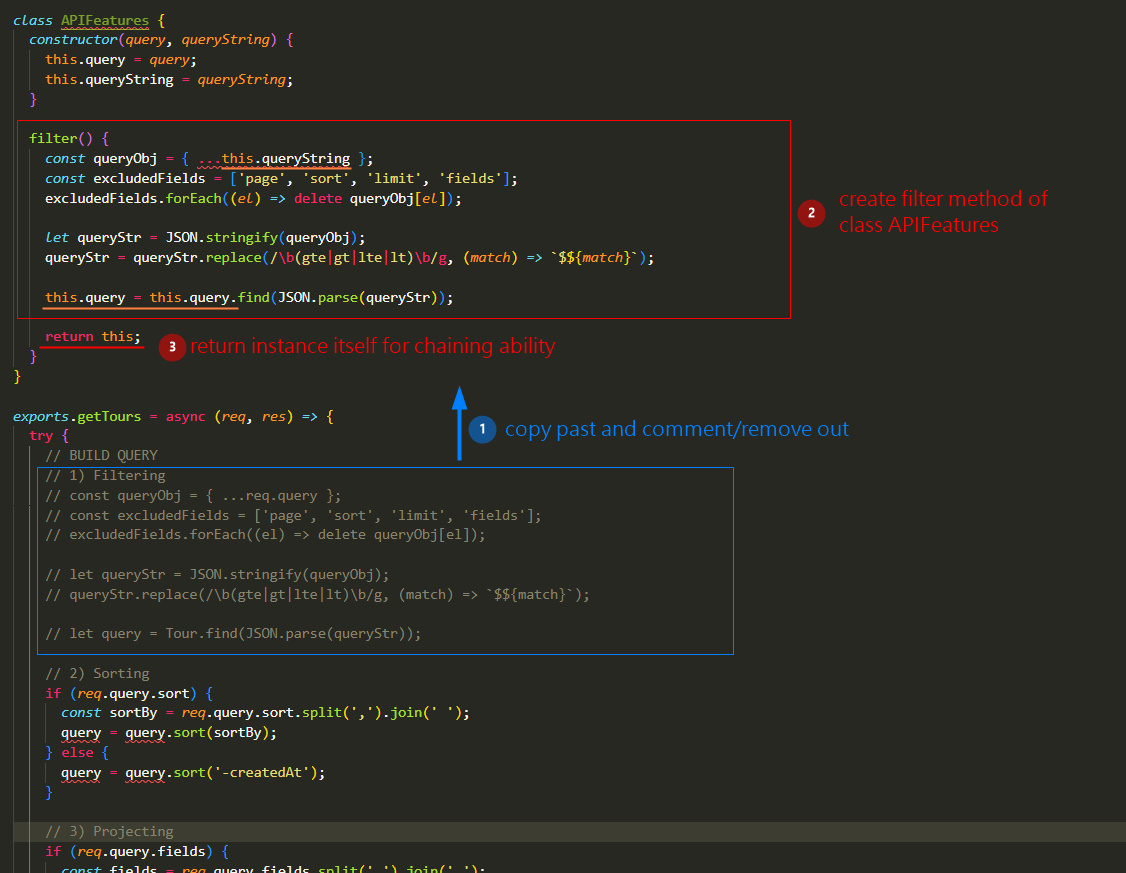 class APIFeatures {
constructor(query, queryString) {
this.query = query;
this.queryString = queryString;
}
filter() {
const queryObj = { ...this.queryString };
const excludedFields = ['page', 'sort', 'limit', 'fields'];
excludedFields.forEach((el) => delete queryObj[el]);
let queryStr = JSON.stringify(queryObj);
queryStr = queryStr.replace(/\b(gte|gt|lte|lt)\b/g, (match) => `$${match}`);
this.query = this.query.find(JSON.parse(queryStr));
2 create filter method of
class APIFeatures
return this;
3 return instance itself for chaining ability
}
}
1 copy past and comment/remove out
exports.getTours = async (req, res) => {
try {
// BUILD QUERY
// 1) Filtering
// const queryObj = { ...req.query };
// const excludedFields = ['page', 'sort', 'limit', 'fields'];
// excludedFields.forEach((el) => delete queryObj[el]);
// let queryStr = JSON.stringify(queryObj);
// queryStr.replace(/\b(gte|gt|lte|lt)\b/g, (match) => `$${match}`);
// let query = Tour.find(JSON.parse(queryStr));
// 2) Sorting
if (req.query.sort) {
const sortBy = req.query.sort.split(',').join(' ');
query = query.sort(sortBy);
} else {
query = query.sort('-createdAt');
}
// 3) Projecting
if (req.query.fields) {
const fields = req.query.fields.split(',').join(' ');